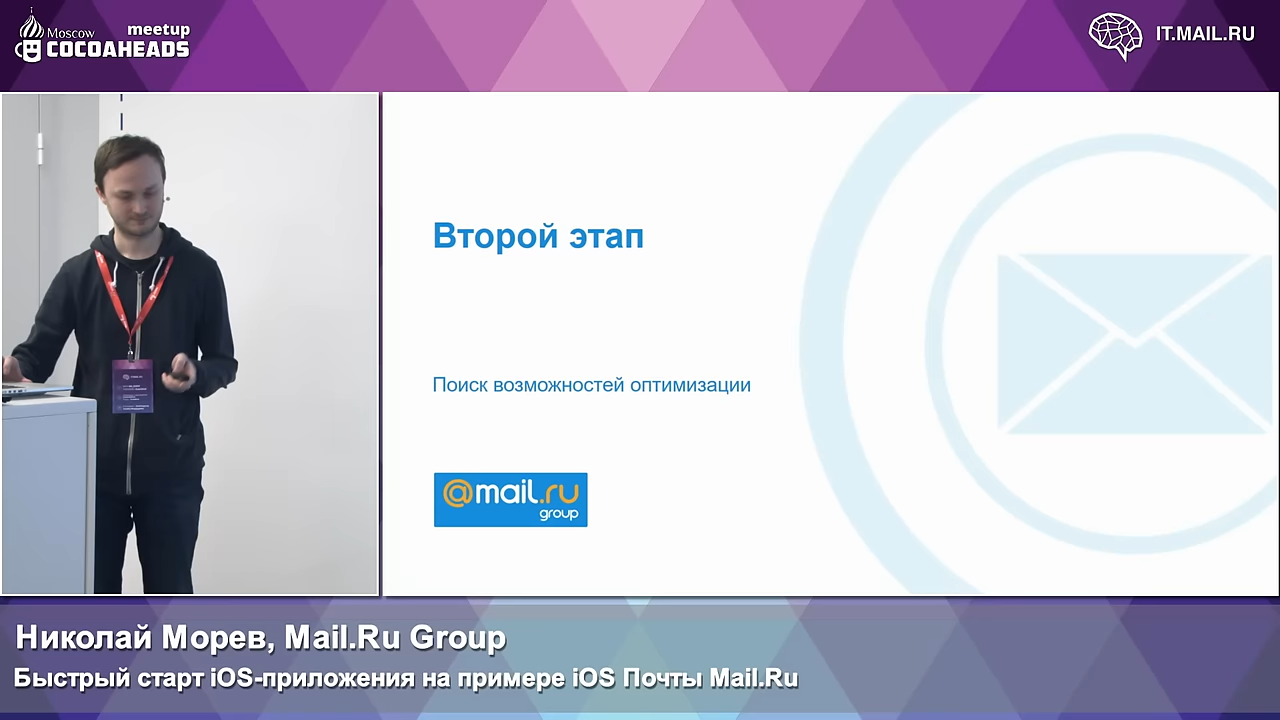 Moscow
meetup
COCOAHEADS
IT.MAIL.RU
Второй этап
Поиск возможностей оптимизации
@mail.ru
group
Николай Морев, Mail.Ru Group
Быстрый старт iOS-приложения на примере iOS Почты Mail.Ru